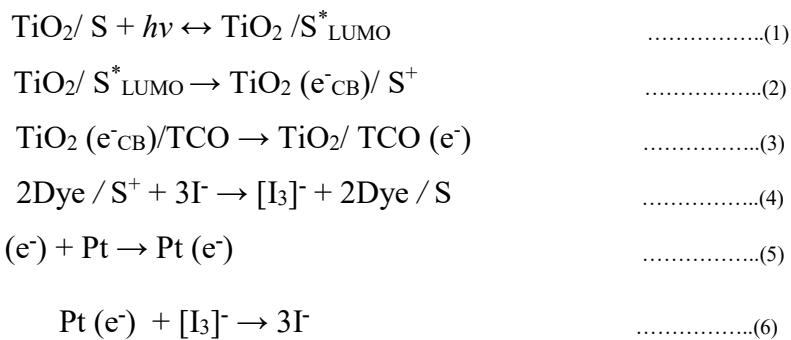 TiO₂/ S + hν ↔ TiO₂ /S*LUMO ……………..(1)
TiO₂/ S*LUMO → TiO₂ (e⁻CB)/ S⁺ ……………..(2)
TiO₂ (e⁻CB)/TCO → TiO₂/ TCO (e⁻) ……………..(3)
2Dye / S⁺ + 3I⁻ → [I₃]⁻ + 2Dye / S ……………..(4)
(e⁻) + Pt → Pt (e⁻) ……………..(5)
Pt (e⁻) + [I₃]⁻ → 3I⁻ ……………..(6)